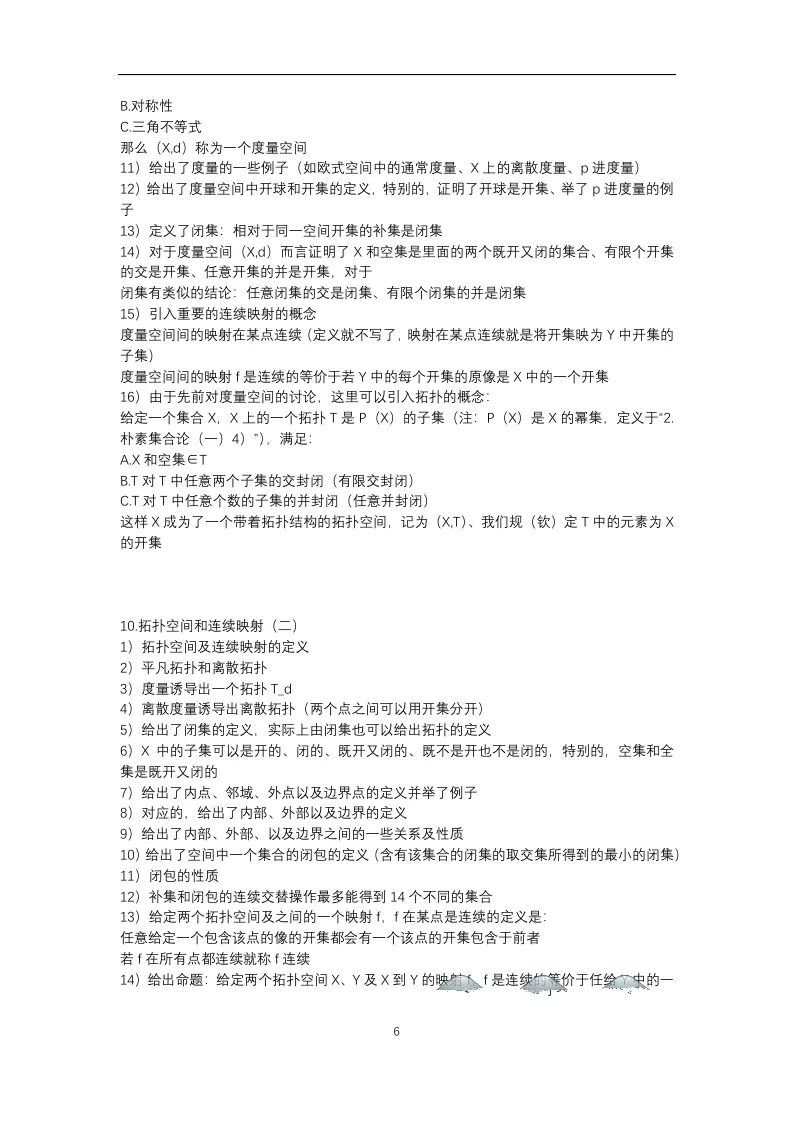 B.对称性
C.三角不等式
那么（X,d）称为一个度量空间
11）给出了度量的一些例子（如欧式空间中的通常度量、X 上的离散度量、p 进度量）
12）给出了度量空间中开球和开集的定义，特别的，证明了开球是开集、举了 p 进度量的例
子
13）定义了闭集：相对于同一空间开集的补集是闭集
14）对于度量空间（X,d）而言证明了 X 和空集是里面的两个既开又闭的集合、有限个开集
的交是开集、任意开集的并是开集，对于
闭集有类似的结论：任意闭集的交是闭集、有限个闭集的并是闭集
15）引入重要的连续映射的概念
度量空间间的映射在某点连续（定义就不写了，映射在某点连续就是将开集映为 Y 中开集的
子集）
度量空间间的映射 f 是连续的等价于若 Y 中的每个开集的原像是 X 中的一个开集
16）由于先前对度量空间的讨论，这里可以引入拓扑的概念：
给定一个集合 X，X 上的一个拓扑 T 是 P（X）的子集（注：P（X）是 X 的幂集，定义于“2.
朴素集合论（一）4）”），满足：
A.X 和空集∈T
B.T 对 T 中任意两个子集的交封闭（有限交封闭）
C.T 对 T 中任意个数的子集的并封闭（任意并封闭）
这样 X 成为了一个带着拓扑结构的拓扑空间，记为（X,T）、我们规（钦）定 T 中的元素为 X
的开集
10.拓扑空间和连续映射（二）
1）拓扑空间及连续映射的定义
2）平凡拓扑和离散拓扑
3）度量诱导出一个拓扑 T_d
4）离散度量诱导出离散拓扑（两个点之间可以用开集分开）
5）给出了闭集的定义，实际上由闭集也可以给出拓扑的定义
6）X 中的子集可以是开的、闭的、既开又闭的、既不是开也不是闭的，特别的，空集和全
集是既开又闭的
7）给出了内点、邻域、外点以及边界点的定义并举了例子
8）对应的，给出了内部、外部以及边界的定义
9）给出了内部、外部、以及边界之间的一些关系及性质
10）给出了空间中一个集合的闭包的定义（含有该集合的闭集的取交集所得到的最小的闭集）
11）闭包的性质
12）补集和闭包的连续交替操作最多能得到 14 个不同的集合
13）给定两个拓扑空间及之间的一个映射 f，f 在某点是连续的定义是：
任意给定一个包含该点的像的开集都会有一个该点的开集包含于前者
若 f 在所有点都连续就称 f 连续
14）给出命题：给定两个拓扑空间 X、Y 及 X 到 Y 的映射 f，f 是连续的等价于任给 Y 中的一
6